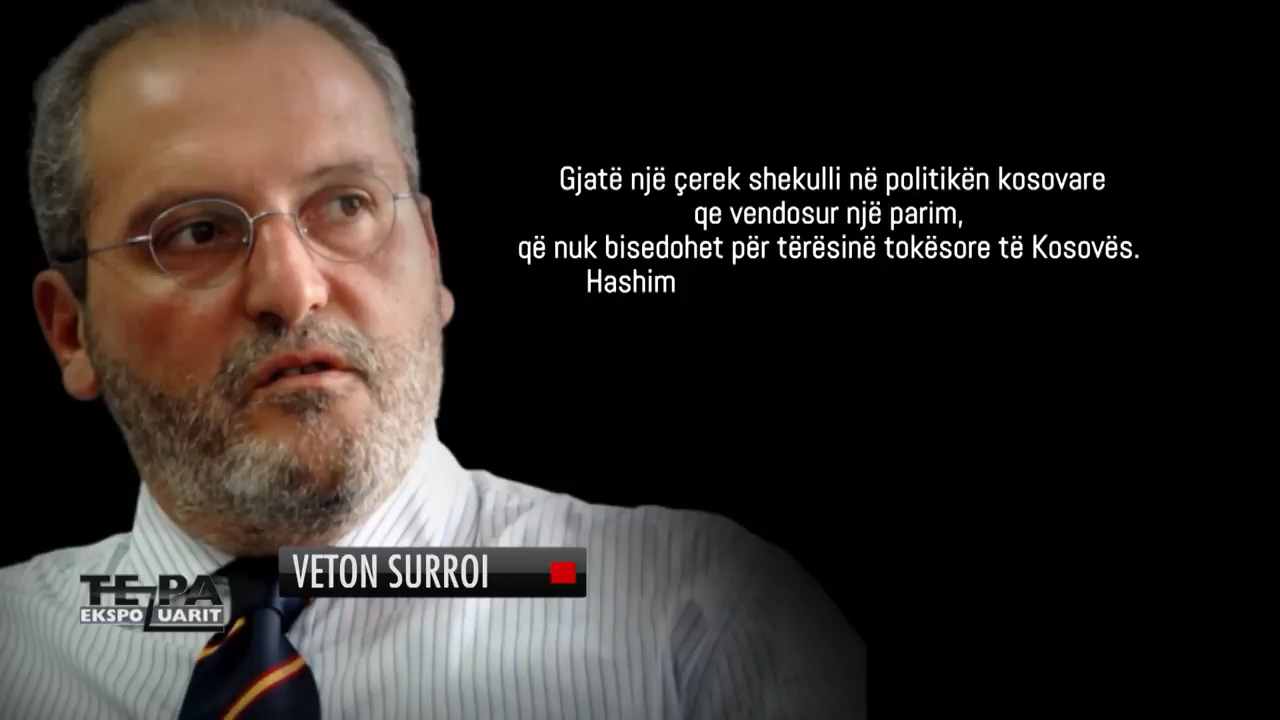 Gjatë një çerek shekulli në politikën kosovare
qe vendosur një parim,
që nuk bisedohet për tërësinë tokësore të Kosovës.
Hashim
VETON SURROI
TE PA
EKSPO ZUARIT